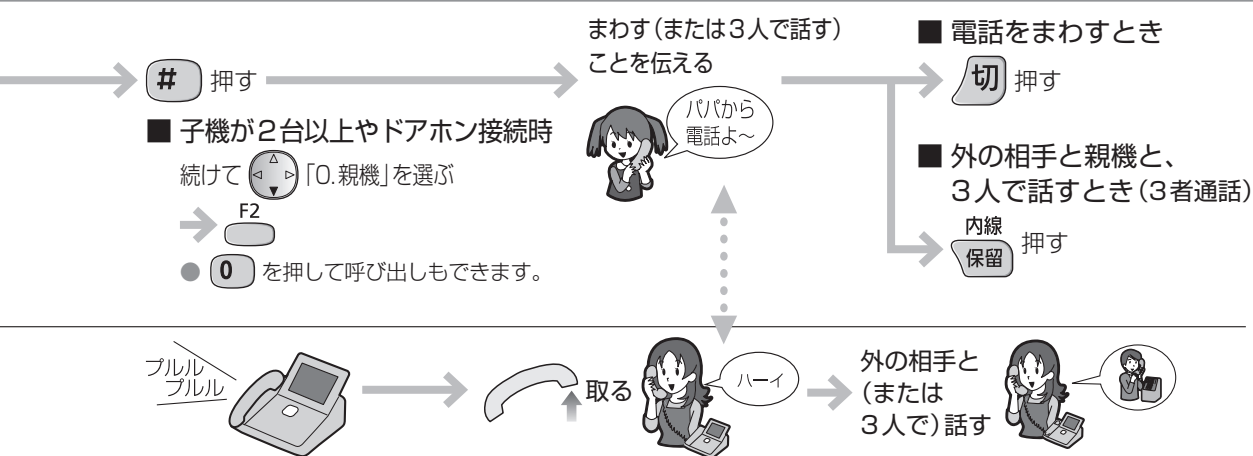 # 押す
■ 子機が2台以上やドアホン接続時
続けて「0.親機」を選ぶ
F2
● 0 を押して呼び出しもできます。
まわす(または3人で話す)
ことを伝える
パパから
電話よ～
■ 電話をまわすとき
切 押す
■ 外の相手と親機と、
3人で話すとき(3者通話)
内線
保留 押す
プルル
プルル
取る
ハーイ
外の相手と
(または
3人で)話す